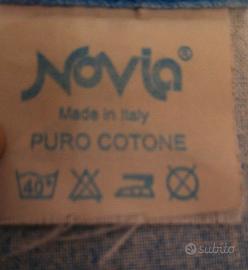 Novia®
Made in Italy
PURO COTONE
40°
subito